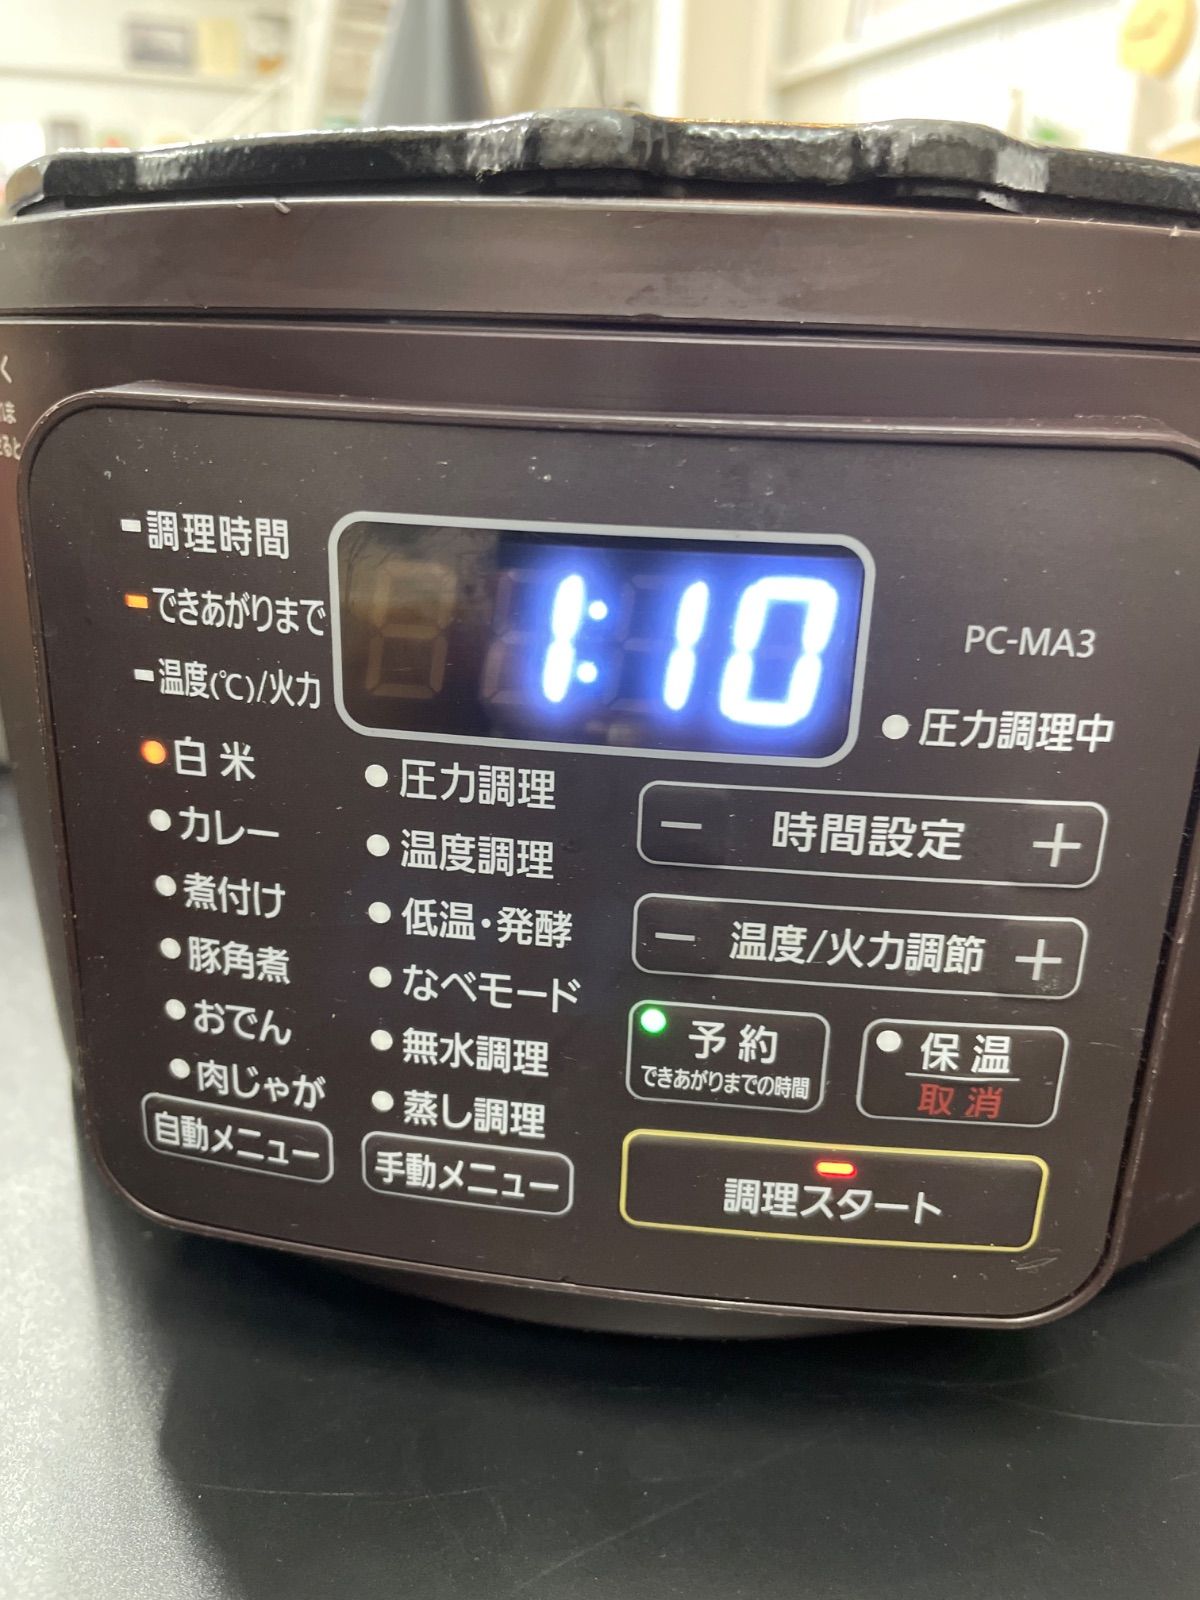 く
調理時間
できあがりまで
温度(℃)/火力
1:10
PC-MA3
圧力調理中
白米
カレー
煮付け
豚角煮
おでん
肉じゃが
自動メニュー
圧力調理
温度調理
低温・発酵
なべモード
無水調理
蒸し調理
手動メニュー
− 時間設定 +
− 温度/火力調節 +
予約
できあがりまでの時間
保温
取消
調理スタート